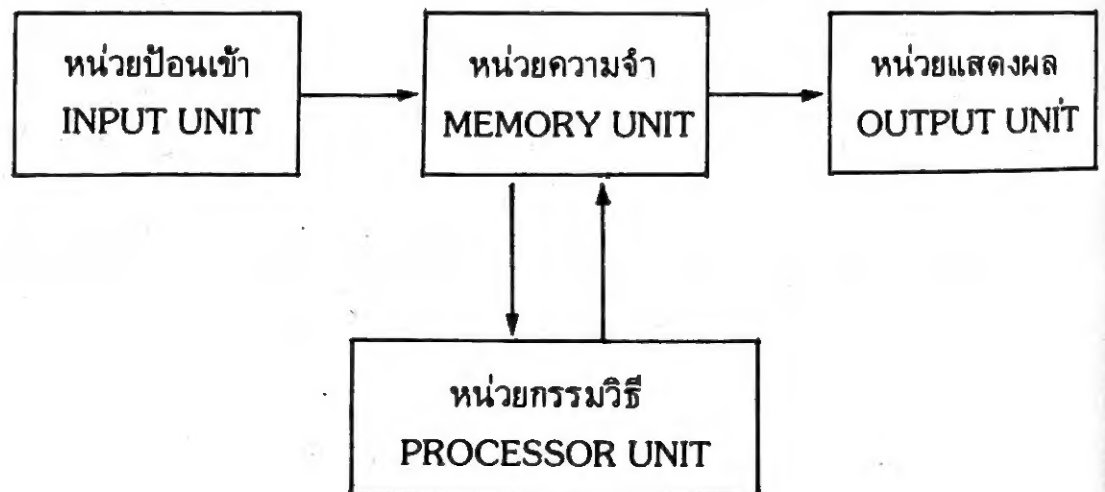 หน่วยป้อนเข้า
INPUT UNIT
หน่วยความจำ
MEMORY UNIT
หน่วยแสดงผล
OUTPUT UNIT
หน่วยกรรมวิธี
PROCESSOR UNIT